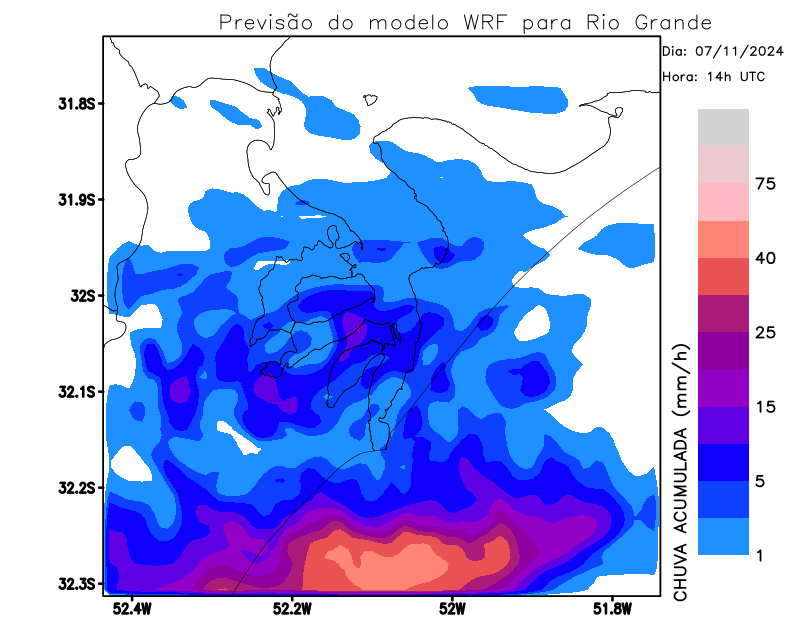 Previsão do modelo WRF para Rio Grande
Dia: 07/11/2024
Hora: 14h UTC
31.8S
31.9S
32S
32.1S
32.2S
32.3S
52.4W 52.2W 52W 51.8W
75
40
25
15
5
1
CHUVA ACUMULADA (mm/h)